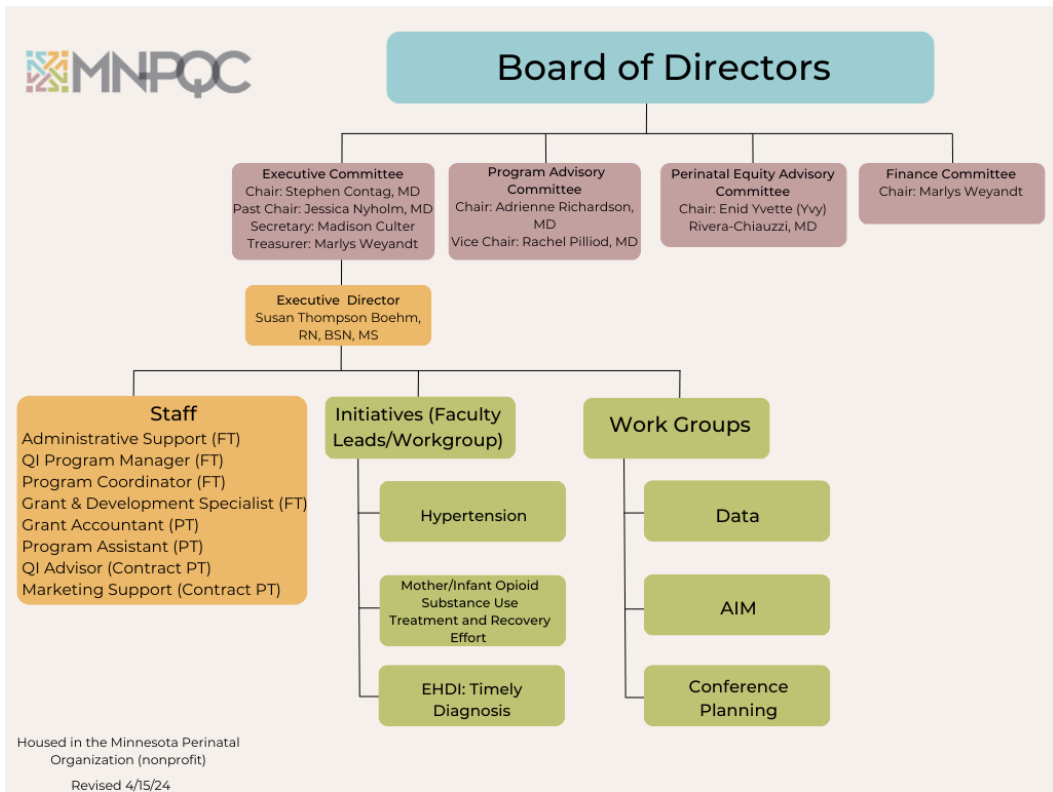 MNPQC
Board of Directors
Executive Committee
Chair: Stephen Contag, MD
Past Chair: Jessica Nyholm, MD
Secretary: Madison Culter
Treasurer: Marlys Weyandt
Program Advisory
Committee
Chair: Adrienne Richardson,
MD
Vice Chair: Rachel Pilliod, MD
Perinatal Equity Advisory
Committee
Chair: Enid Yvette (Yvy)
Rivera-Chiauzzi, MD
Finance Committee
Chair: Marlys Weyandt
Executive Director
Susan Thompson Boehm,
RN, BSN, MS
Staff
Administrative Support (FT)
QI Program Manager (FT)
Program Coordinator (FT)
Grant & Development Specialist (FT)
Grant Accountant (PT)
Program Assistant (PT)
QI Advisor (Contract PT)
Marketing Support (Contract PT)
Initiatives (Faculty
Leads/Workgroup)
Hypertension
Mother/Infant Opioid
Substance Use
Treatment and Recovery
Effort
EHDI: Timely
Diagnosis
Work Groups
Data
AIM
Conference
Planning
Housed in the Minnesota Perinatal
Organization (nonprofit)
Revised 4/15/24